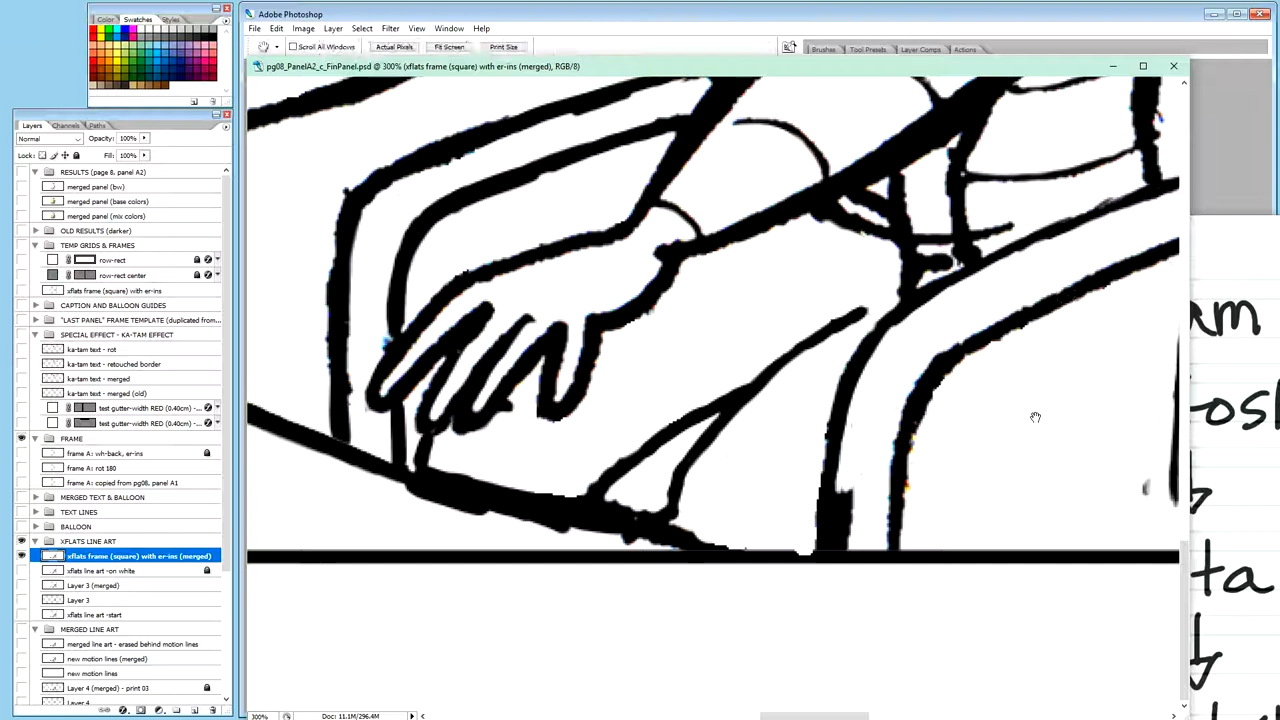 Color Swatches Styles
Adobe Photoshop
File Edit Image Layer Select Filter View Window Help
Scroll All Windows Actual Pixels Fit Screen Print Size
Brushes Tool Presets Layer Comps Actions
pg08_PanelA2_c_FinPanel.psd @ 300% (xflats frame (square) with er-ins (merged), RGB/8)
Layers Channels Paths
Normal Opacity: 100%
Lock: Fill: 100%
RESULTS (page 8, panel A2)
merged panel (bw)
merged panel (base colors)
merged panel (mix colors)
OLD RESULTS (darker)
TEMP GRIDS & FRAMES
row-rect
row-rect center
xflats frame (square) with er-ins
CAPTION AND BALLOON GUIDES
"LAST PANEL" FRAME TEMPLATE (duplicated from...
SPECIAL EFFECT - KA-TAM EFFECT
ka-tam text - rot
ka-tam text - retouched border
ka-tam text - merged
ka-tam text - merged (old)
test gutter-width RED (0.40cm) -...
test gutter-width RED (0.40cm) -...
FRAME
frame A: wh-back, er-ins
frame A: rot 180
frame A: copied from pg08, panel A1
MERGED TEXT & BALLOON
TEXT LINES
BALLOON
XFLATS LINE ART
xflats frame (square) with er-ins (merged)
xflats line art -on white
Layer 3 (merged)
Layer 3
xflats line art -start
MERGED LINE ART
merged line art - erased behind motion lines
new motion lines (merged)
new motion lines
Layer 4 (merged) - print 03
Layer 4
300% Doc: 11.1M/296.4M